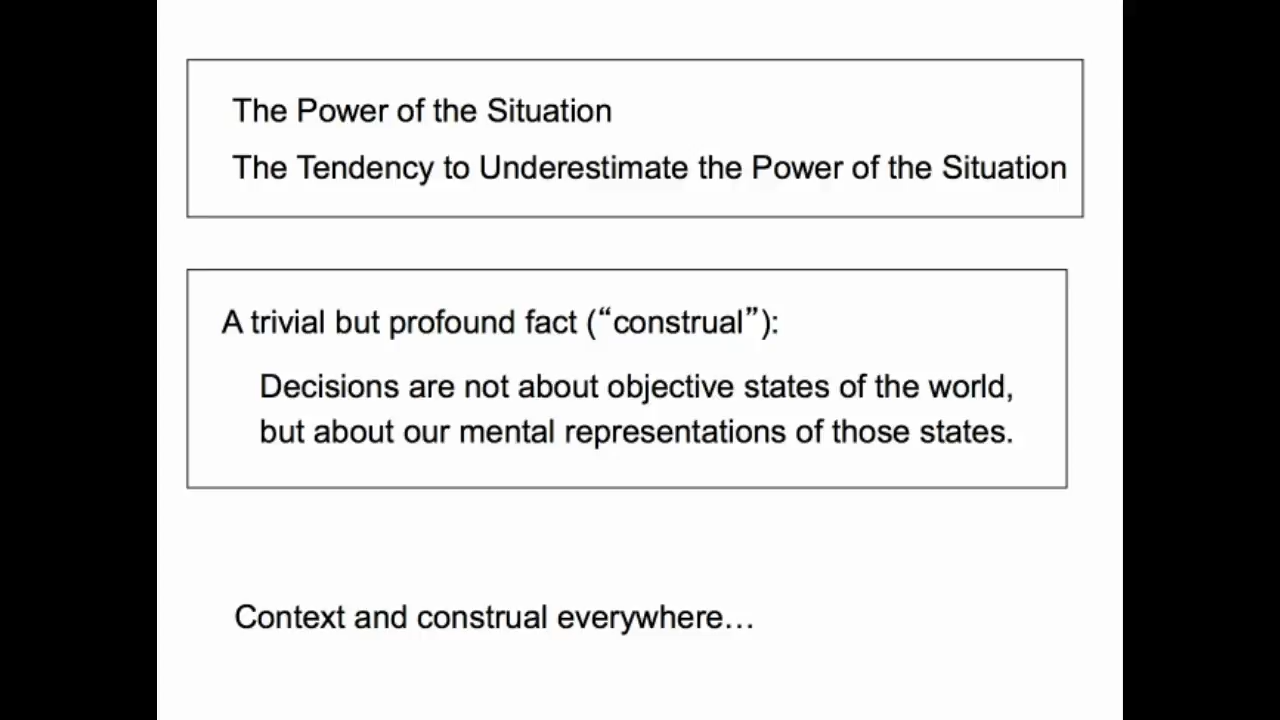 The Power of the Situation
The Tendency to Underestimate the Power of the Situation
A trivial but profound fact (“construal”):
Decisions are not about objective states of the world,
but about our mental representations of those states.
Context and construal everywhere…